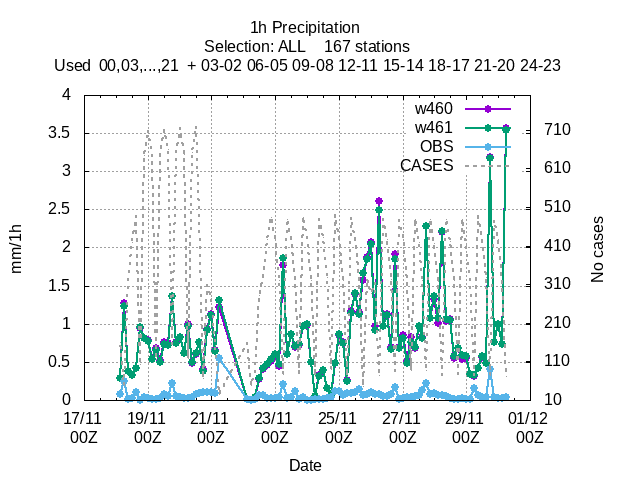 1h Precipitation
Selection: ALL 167 stations
Used 00,03,...,21 + 03-02 06-05 09-08 12-11 15-14 18-17 21-20 24-23
w460
w461
OBS
CASES
4
3.5
3
2.5
2
1.5
1
0.5
0
710
610
510
410
310
210
110
10
mm/1h
No cases
17/11 19/11 21/11 23/11 25/11 27/11 29/11 01/12
00Z 00Z 00Z 00Z 00Z 00Z 00Z 00Z
Date